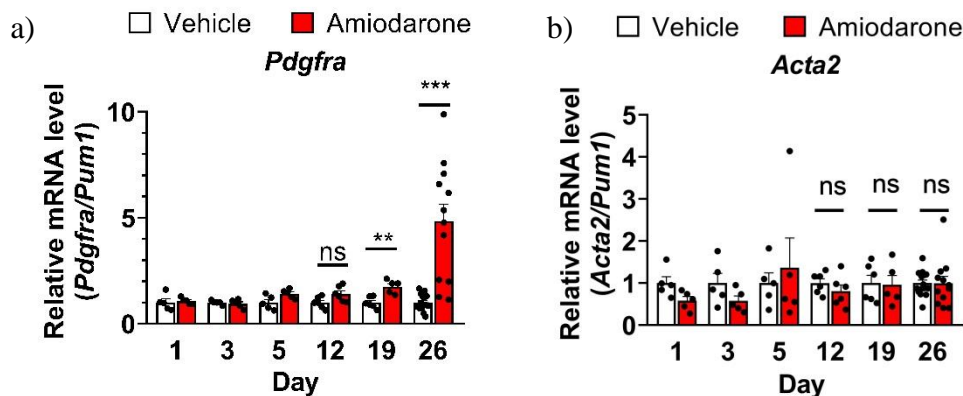 a)
Vehicle Amiodarone
Pdgfra
Relative mRNA level
(Pdgfra/Pum1)
10
5
0
ns
**
***
1 3 5 12 19 26
Day
b)
Vehicle Amiodarone
Acta2
Relative mRNA level
(Acta2/Pum1)
5
4
3
2
1
0
ns ns ns
1 3 5 12 19 26
Day